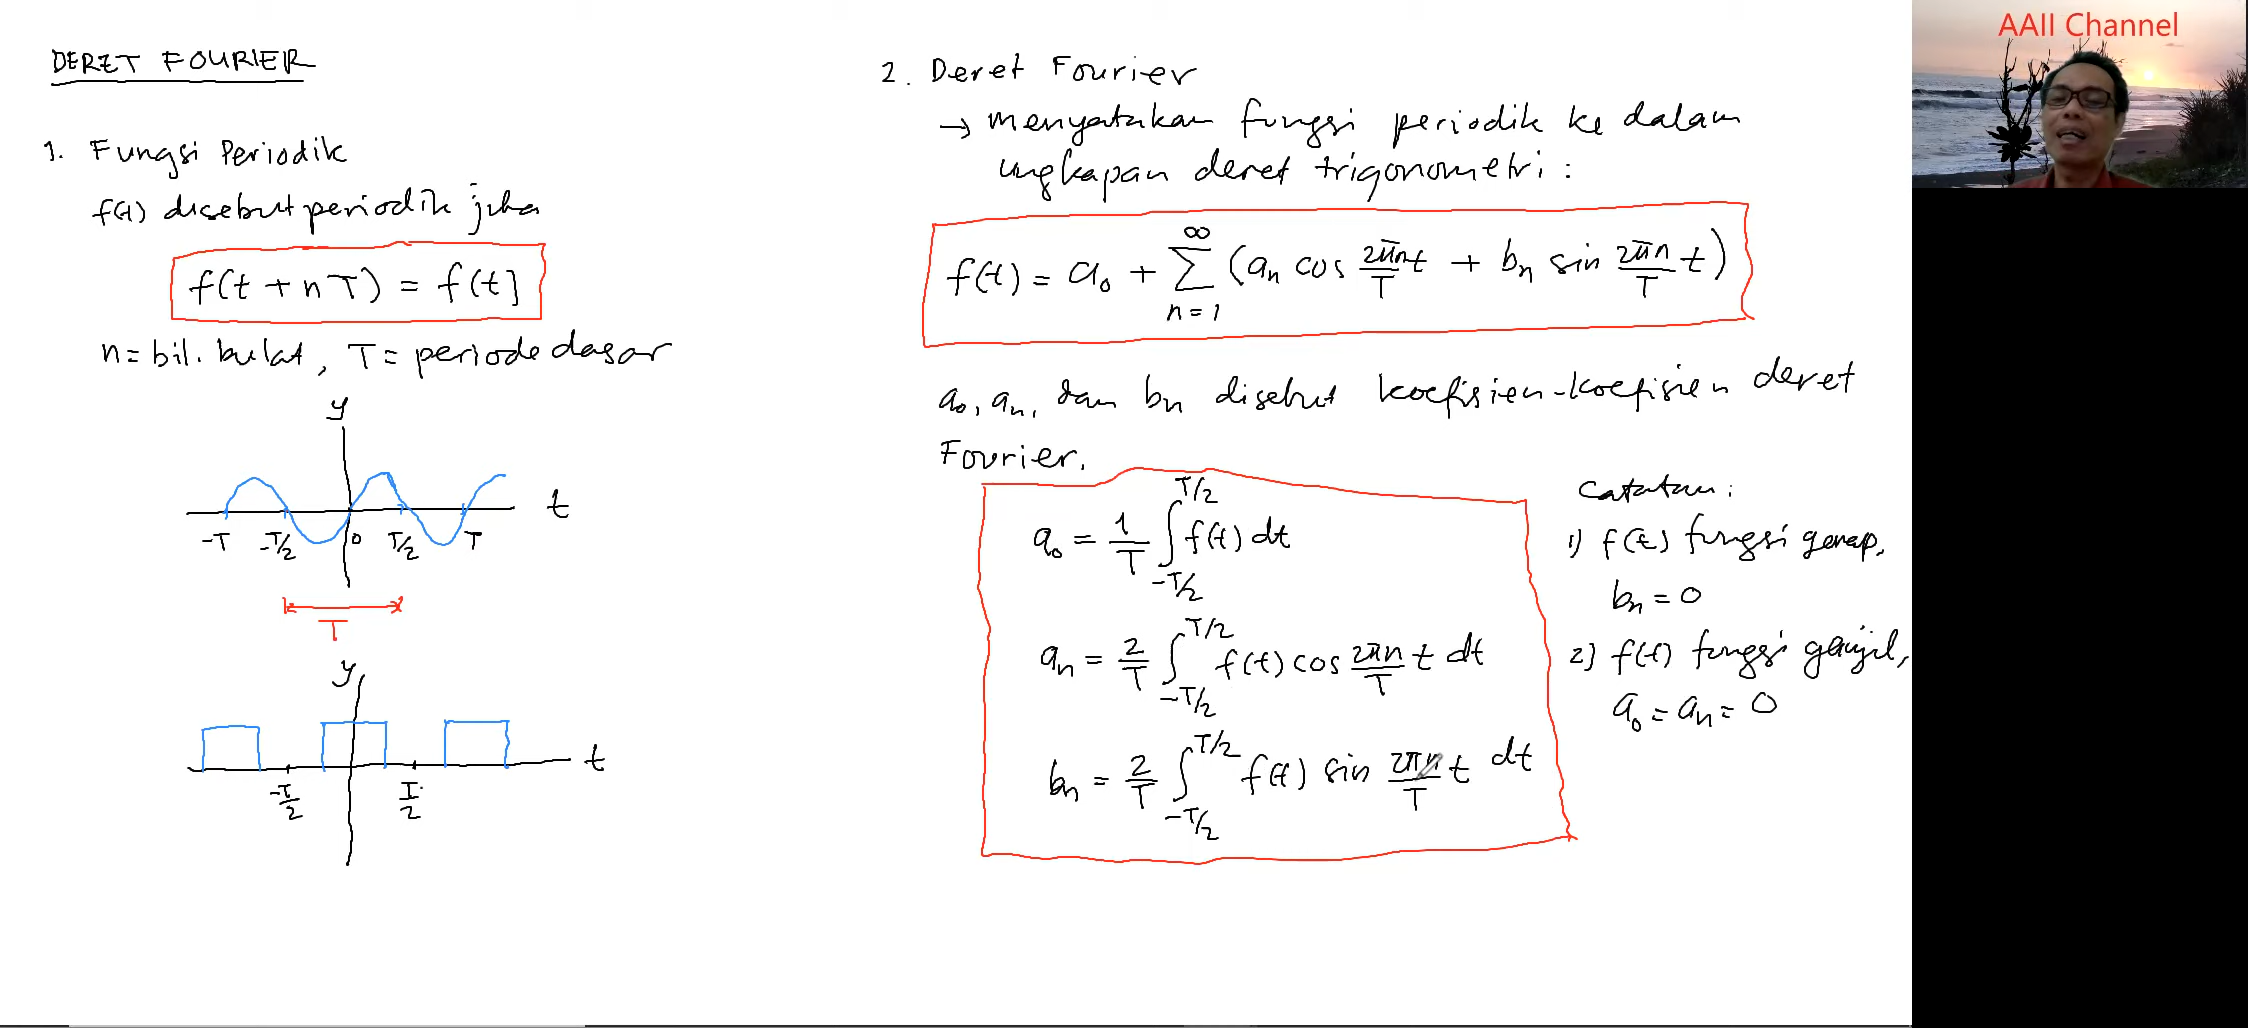 DERET FOURIER
1. Fungsi Periodik
f(t) disebut periodik jika
f(t + nT) = f(t)
n = bil. bulat, T = periode dasar
y
t
-T -T/2 0 T/2 T
T
y
t
-T/2 T/2
2. Deret Fourier
→ menyatakan fungsi periodik ke dalam
ungkapan deret trigonometri :
f(t) = a₀ + ∑_{n=1}^{∞} (aₙ cos 2πn/T t + bₙ sin 2πn/T t)
a₀, aₙ, dan bₙ disebut koefisien-koefisien deret
Fourier.
a₀ = 1/T ∫_{-T/2}^{T/2} f(t) dt
aₙ = 2/T ∫_{-T/2}^{T/2} f(t) cos 2πn/T t dt
bₙ = 2/T ∫_{-T/2}^{T/2} f(t) sin 2πn/T t dt
Catatan :
1) f(t) fungsi genap,
bₙ = 0
2) f(t) fungsi ganjil,
a₀ = aₙ = 0
AAII Channel